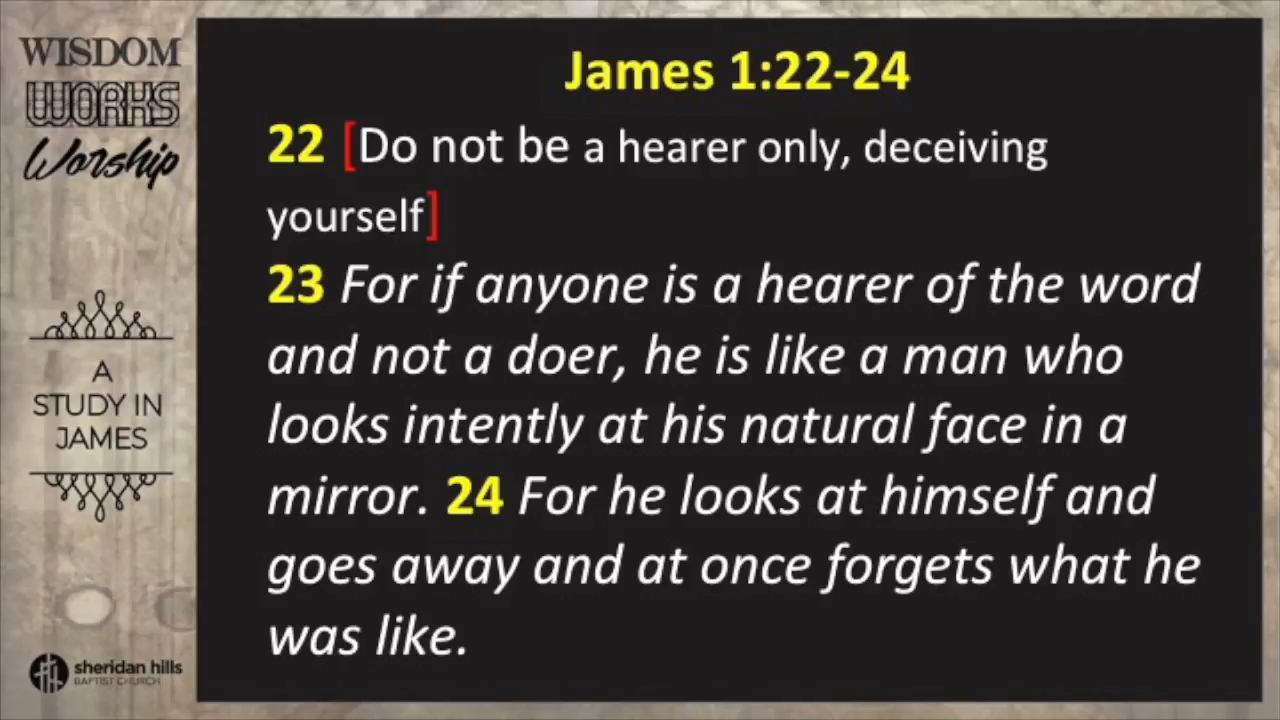 WISDOM
WORKS
Worship
A
STUDY IN
JAMES
sheridan hills
BAPTIST CHURCH
James 1:22-24
22 [Do not be a hearer only, deceiving
yourself]
23 For if anyone is a hearer of the word
and not a doer, he is like a man who
looks intently at his natural face in a
mirror. 24 For he looks at himself and
goes away and at once forgets what he
was like.